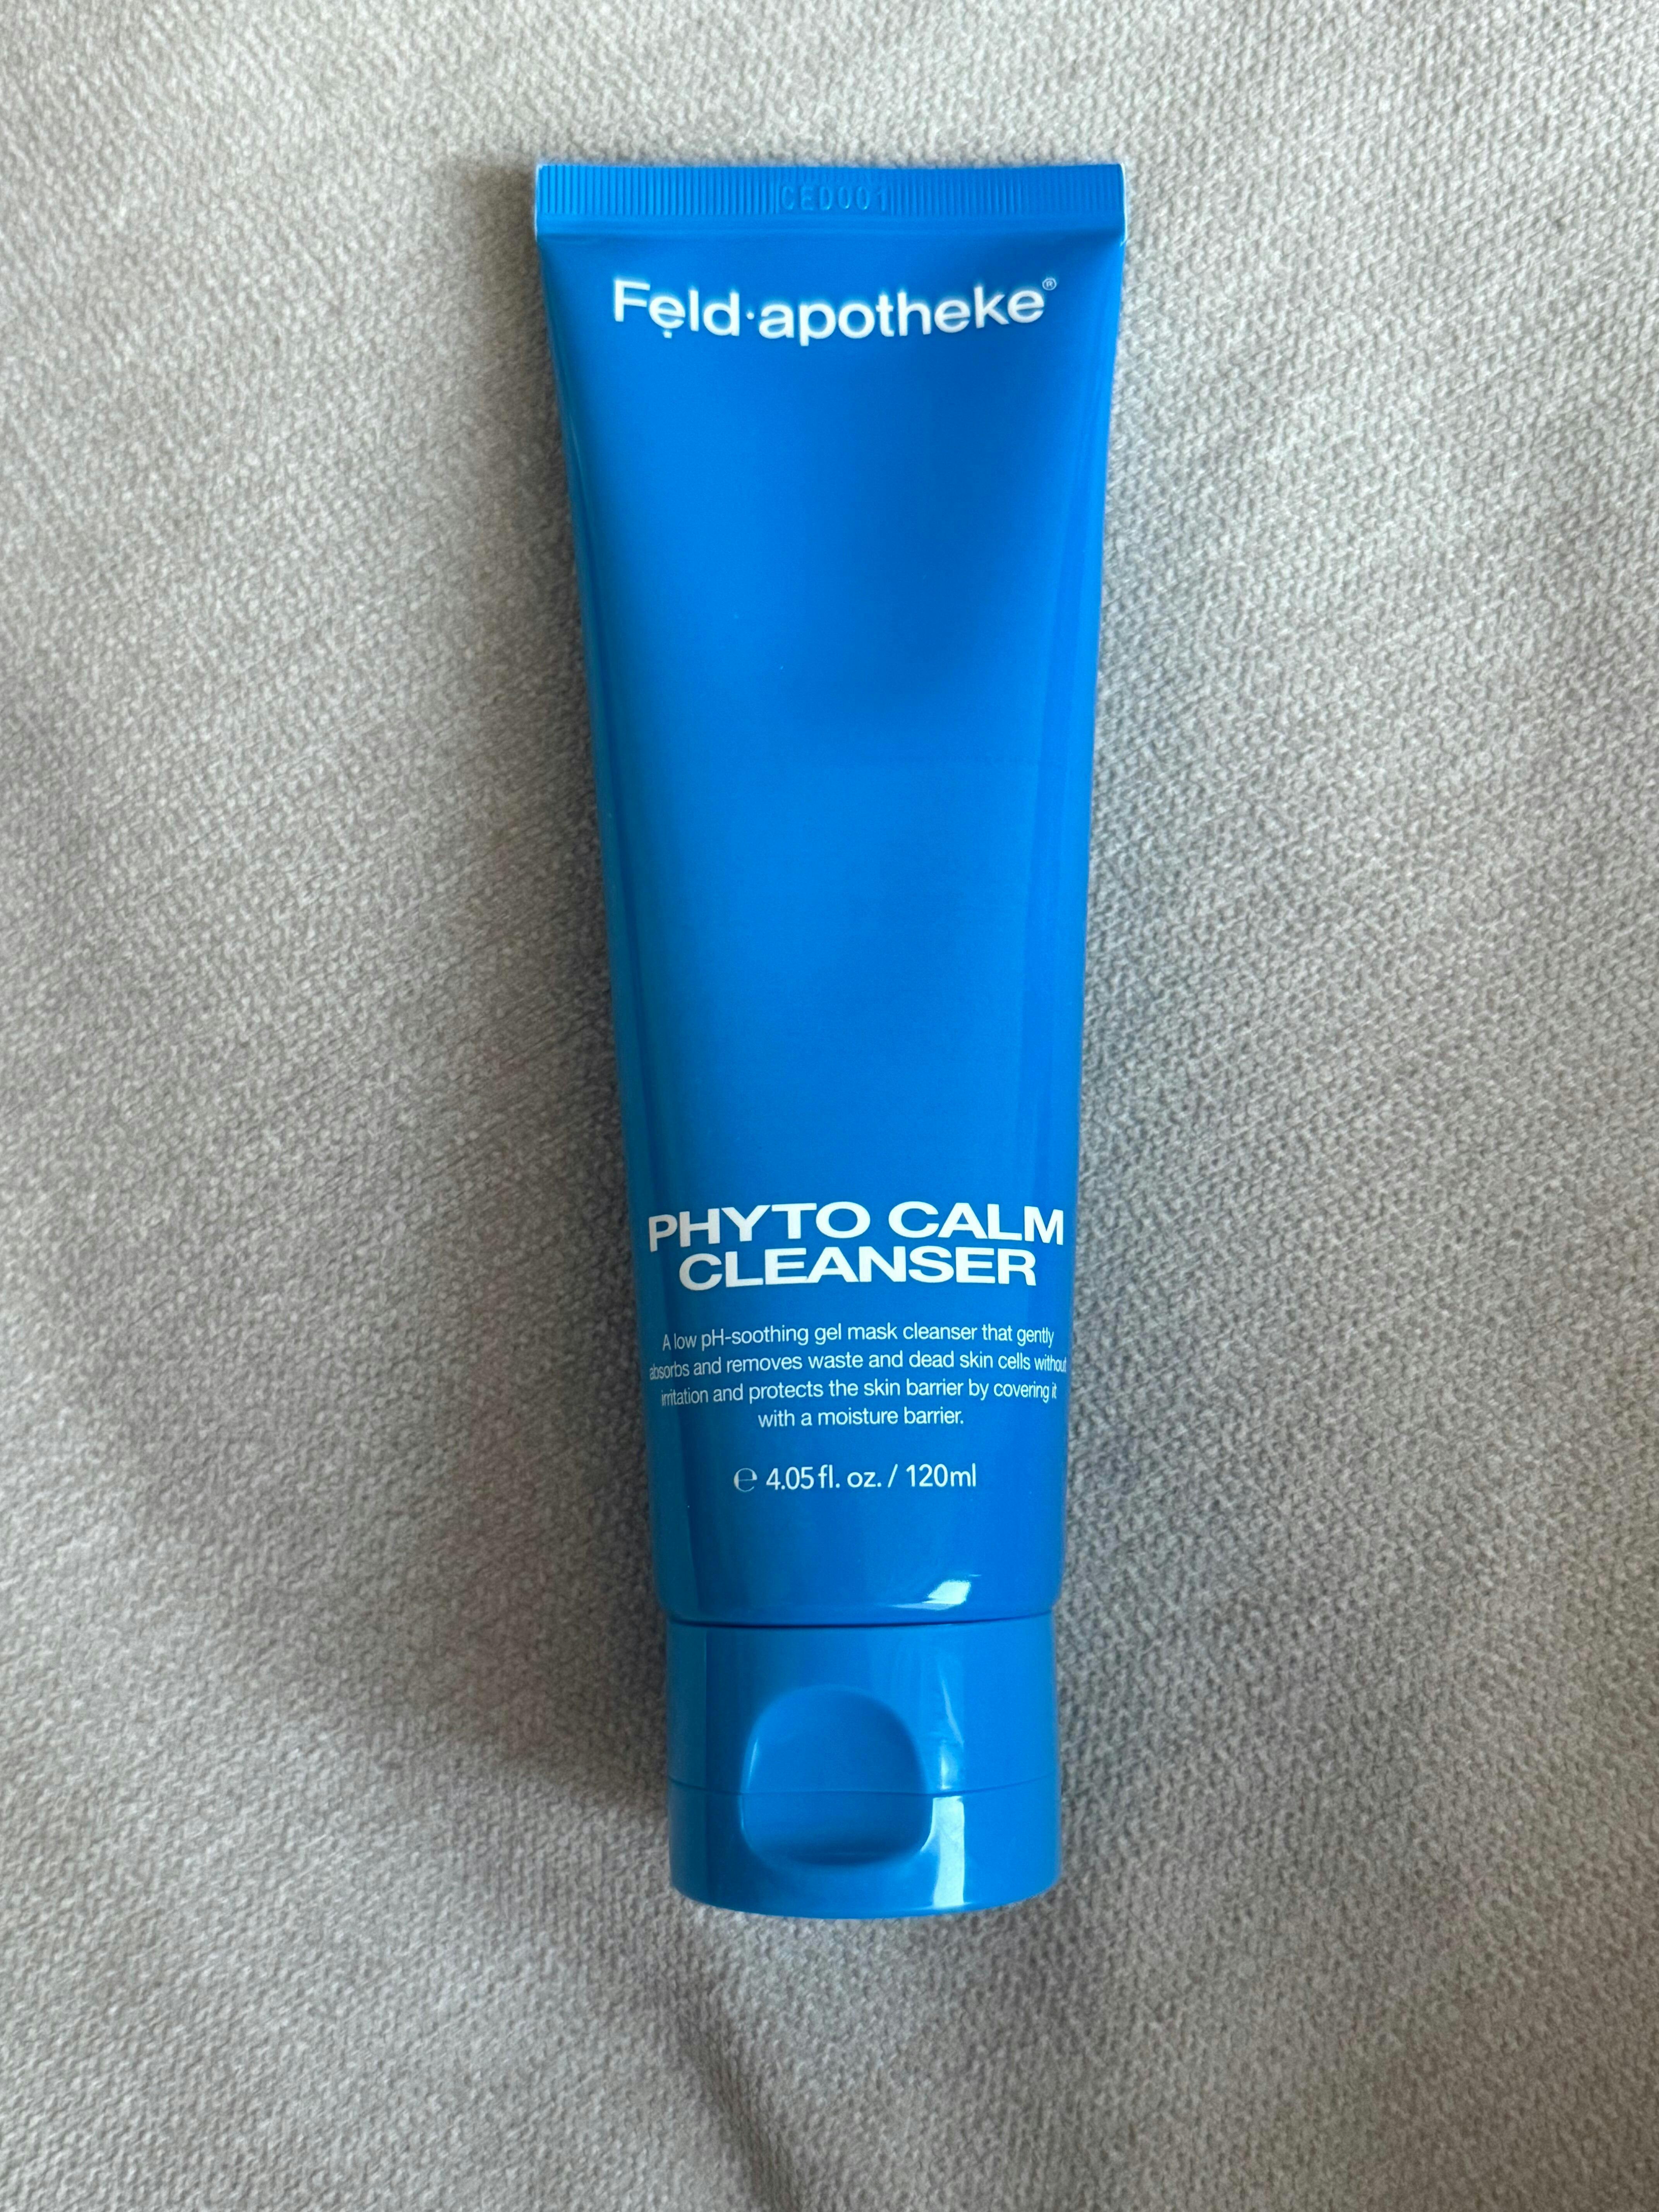 CED001
Fẹld·apotheke®
PHYTO CALM
CLEANSER
A low pH-soothing gel mask cleanser that gently
absorbs and removes waste and dead skin cells without
irritation and protects the skin barrier by covering it
with a moisture barrier.
℮ 4.05 fl. oz. / 120ml